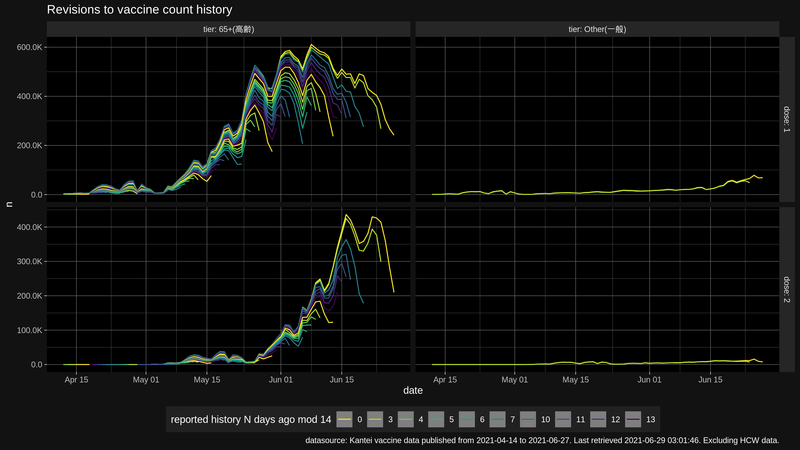 Revisions to vaccine count history
tier: 65+(高齢)
tier: Other(一般)
600.0K
400.0K
200.0K
0.0
dose: 1
n
400.0K
300.0K
200.0K
100.0K
0.0
dose: 2
Apr 15
May 01
May 15
Jun 01
Jun 15
Apr 15
May 01
May 15
Jun 01
Jun 15
date
reported history N days ago mod 14
0
3
4
5
6
7
10
11
12
13
datasource: Kantei vaccine data published from 2021-04-14 to 2021-06-27. Last retrieved 2021-06-29 03:01:46. Excluding HCW data.